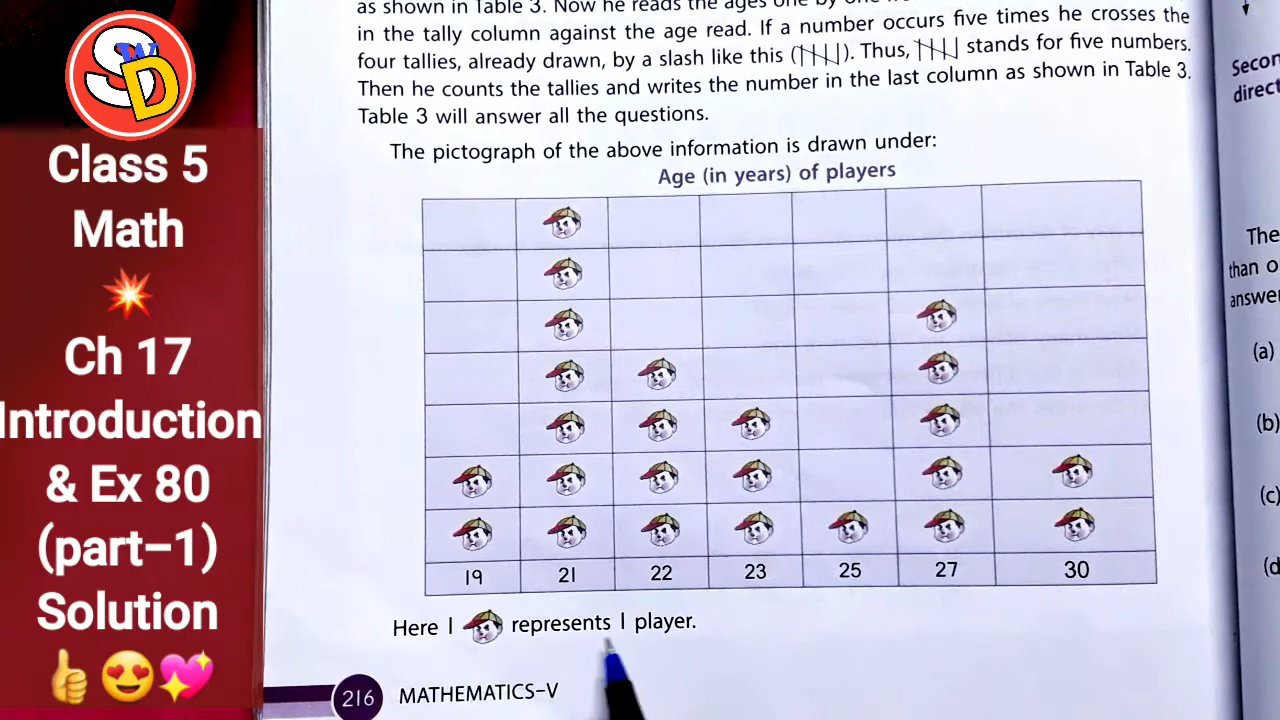 SWD
Class 5
Math
Ch 17
Introduction
& Ex 80
(part-1)
Solution
as shown in Table 3. Now he reads the ages one by one
in the tally column against the age read. If a number occurs five times he crosses the
four tallies, already drawn, by a slash like this (). Thus, stands for five numbers.
Then he counts the tallies and writes the number in the last column as shown in Table 3.
Table 3 will answer all the questions.
The pictograph of the above information is drawn under:
Age (in years) of players
19 21 22 23 25 27 30
Here 1 represents 1 player.
216 MATHEMATICS-V
direct
The
than o
(a)
(b)
(c)
(d